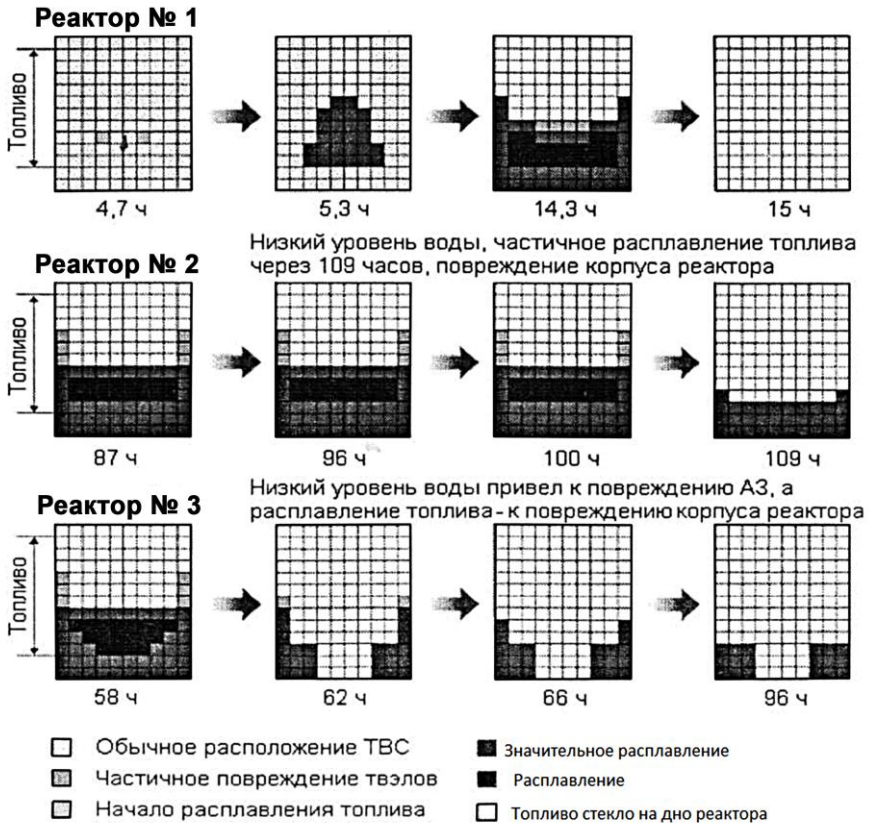 Реактор № 1
Топливо
4,7 ч
5,3 ч
14,3 ч
15 ч
Низкий уровень воды, частичное расплавление топлива
через 109 часов, повреждение корпуса реактора
Реактор № 2
Топливо
87 ч
96 ч
100 ч
109 ч
Низкий уровень воды привел к повреждению АЗ, а
расплавление топлива - к повреждению корпуса реактора
Реактор № 3
Топливо
58 ч
62 ч
66 ч
96 ч
Обычное расположение ТВС
Частичное повреждение твэлов
Начало расплавления топлива
Значительное расплавление
Расплавление
Топливо стекло на дно реактора